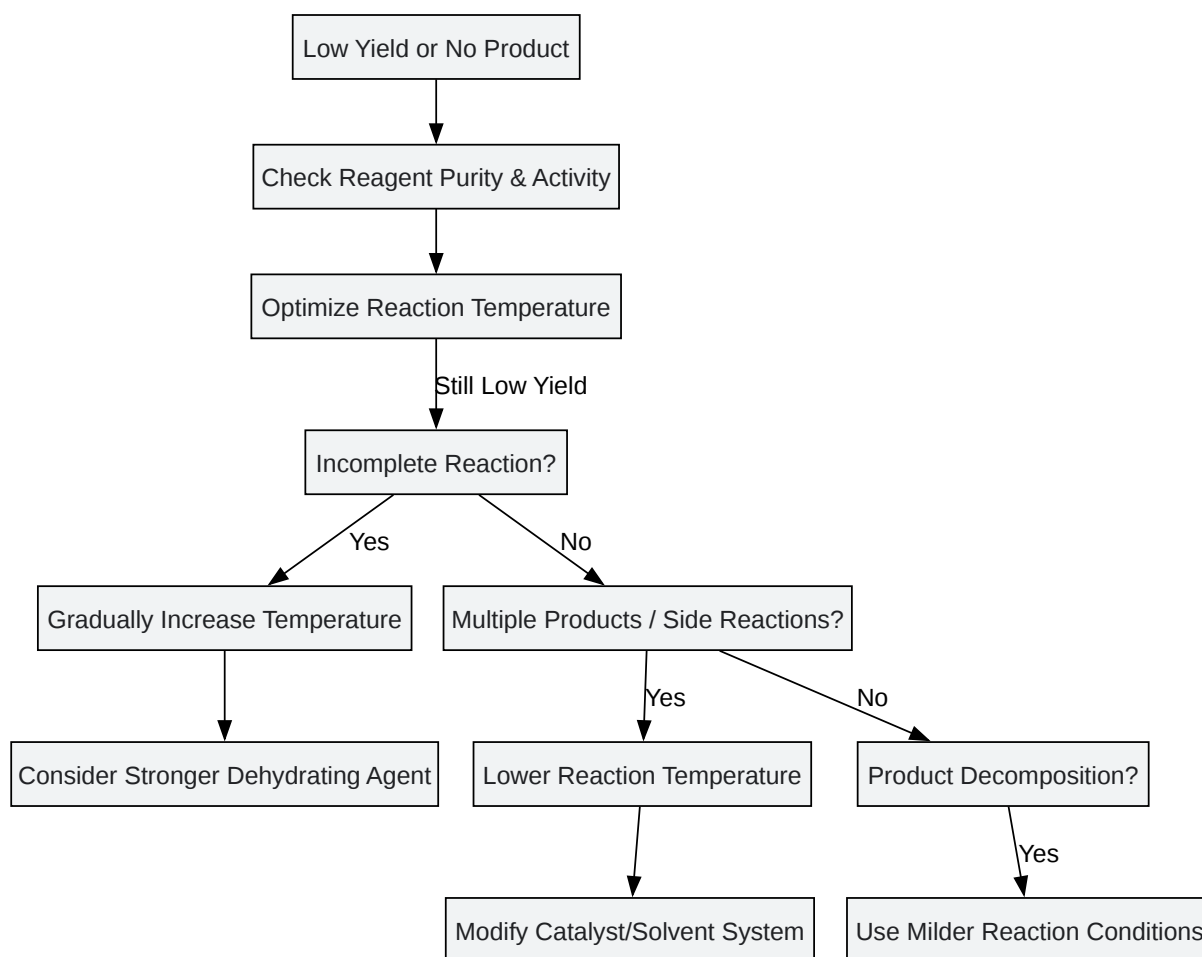 Low Yield or No Product
Check Reagent Purity & Activity
Optimize Reaction Temperature
Still Low Yield
Incomplete Reaction?
Yes
No
Gradually Increase Temperature
Multiple Products / Side Reactions?
Yes
No
Consider Stronger Dehydrating Agent
Lower Reaction Temperature
Product Decomposition?
Yes
Modify Catalyst/Solvent System
Use Milder Reaction Conditions